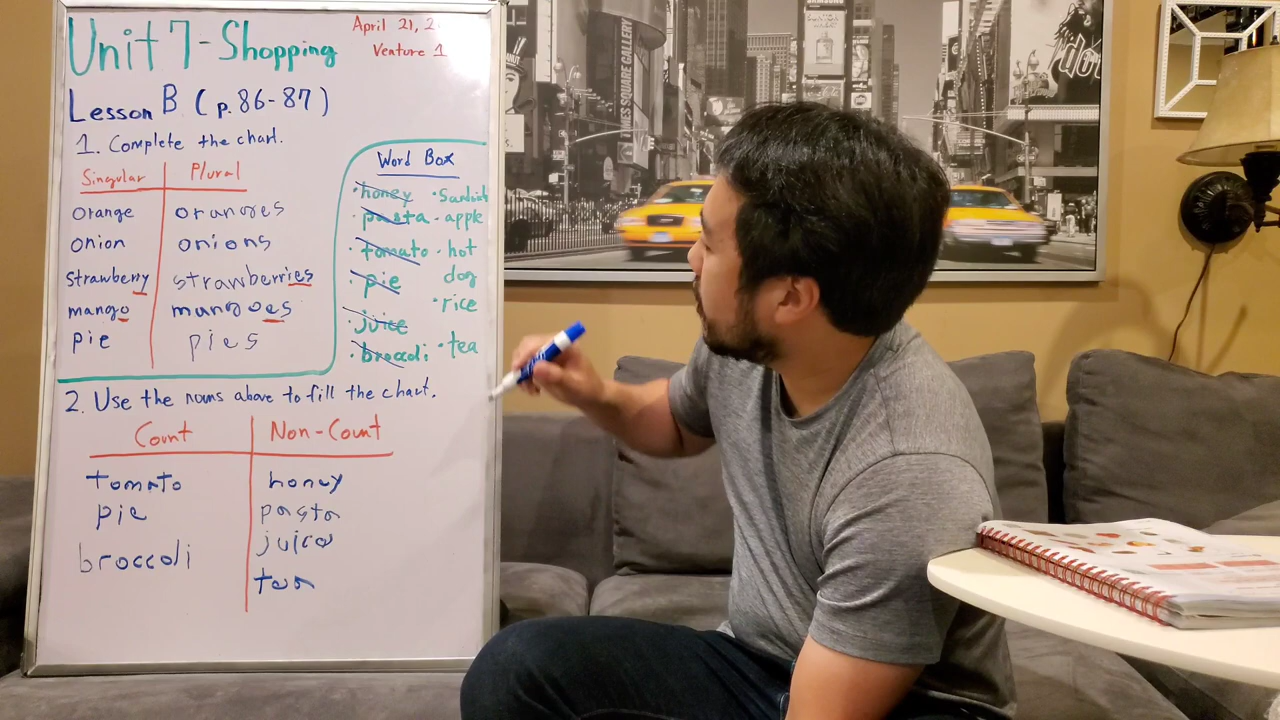 Unit 7 - Shopping
April 21, 2
Venture 1
Lesson B (p. 86-87)
1. Complete the chart.
Singular Plural
orange oranges
onion onions
strawberry strawberries
mango mangoes
pie pies
Word Box
• honey • Sandwich
• pasta • apple
• tomato • hot
• pie dog
• juice • rice
• broccoli • tea
2. Use the nouns above to fill the chart.
Count Non-Count
tomato honey
pie pasta
broccoli juice
tea
TIMES SQUARE GALLERY